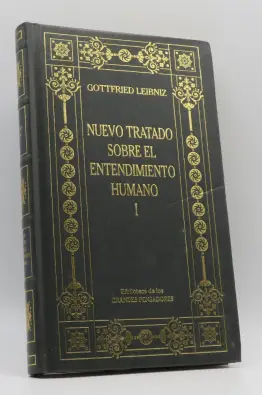 GOTTFRIED LEIBNIZ
NUEVO TRATADO
SOBRE EL
ENTENDIMIENTO
HUMANO
I
Biblioteca de los
GRANDES PENSADORES